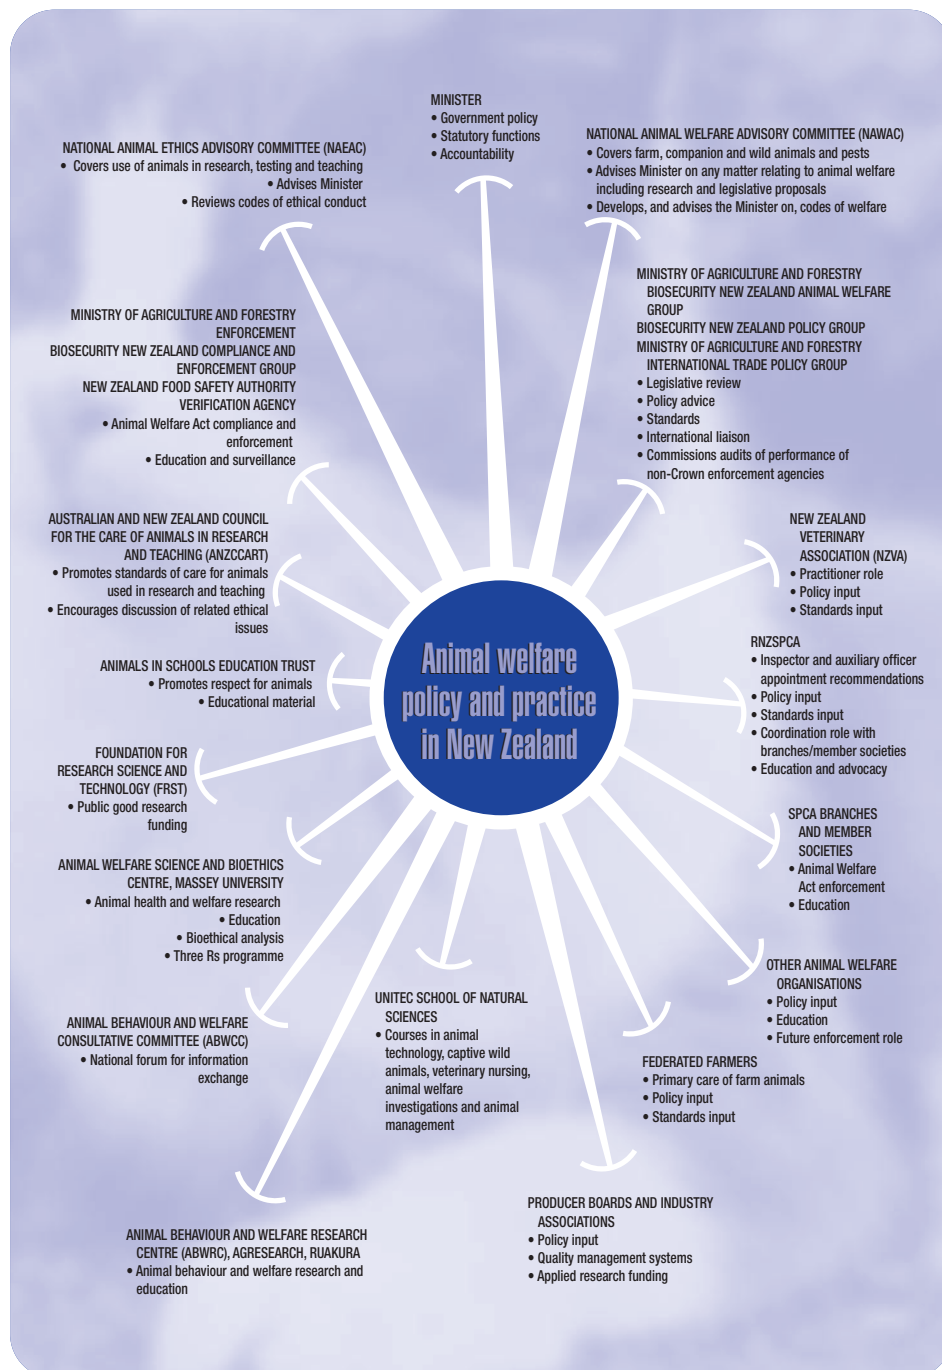 MINISTER
• Government policy
• Statutory functions
• Accountability
NATIONAL ANIMAL ETHICS ADVISORY COMMITTEE (NAEAC)
• Covers use of animals in research, testing and teaching
• Advises Minister
• Reviews codes of ethical conduct
NATIONAL ANIMAL WELFARE ADVISORY COMMITTEE (NAWAC)
• Covers farm, companion and wild animals and pests
• Advises Minister on any matter relating to animal welfare
including research and legislative proposals
• Develops, and advises the Minister on, codes of welfare
MINISTRY OF AGRICULTURE AND FORESTRY
BIOSECURITY NEW ZEALAND ANIMAL WELFARE
GROUP
BIOSECURITY NEW ZEALAND POLICY GROUP
MINISTRY OF AGRICULTURE AND FORESTRY
INTERNATIONAL TRADE POLICY GROUP
• Legislative review
• Policy advice
• Standards
• International liaison
• Commissions audits of performance of
non-Crown enforcement agencies
MINISTRY OF AGRICULTURE AND FORESTRY
ENFORCEMENT
BIOSECURITY NEW ZEALAND COMPLIANCE AND
ENFORCEMENT GROUP
NEW ZEALAND FOOD SAFETY AUTHORITY
VERIFICATION AGENCY
• Animal Welfare Act compliance and
enforcement
• Education and surveillance
AUSTRALIAN AND NEW ZEALAND COUNCIL
FOR THE CARE OF ANIMALS IN RESEARCH
AND TEACHING (ANZCCART)
• Promotes standards of care for animals
used in research and teaching
• Encourages discussion of related ethical
issues
NEW ZEALAND
VETERINARY
ASSOCIATION (NZVA)
• Practitioner role
• Policy input
• Standards input
RNZSPCA
• Inspector and auxiliary officer
appointment recommendations
• Policy input
• Standards input
• Coordination role with
branches/member societies
• Education and advocacy
Animal welfare
policy and practice
in New Zealand
ANIMALS IN SCHOOLS EDUCATION TRUST
• Promotes respect for animals
• Educational material
FOUNDATION FOR
RESEARCH SCIENCE AND
TECHNOLOGY (FRST)
• Public good research
funding
SPCA BRANCHES
AND MEMBER
SOCIETIES
• Animal Welfare
Act enforcement
• Education
ANIMAL WELFARE SCIENCE AND BIOETHICS
CENTRE, MASSEY UNIVERSITY
• Animal health and welfare research
• Education
• Bioethical analysis
• Three Rs programme
OTHER ANIMAL WELFARE
ORGANISATIONS
• Policy input
• Education
• Future enforcement role
ANIMAL BEHAVIOUR AND WELFARE
CONSULTATIVE COMMITTEE (ABWCC)
• National forum for information
exchange
UNITEC SCHOOL OF NATURAL
SCIENCES
• Courses in animal
technology, captive wild
animals, veterinary nursing,
animal welfare
investigations and animal
management
FEDERATED FARMERS
• Primary care of farm animals
• Policy input
• Standards input
PRODUCER BOARDS AND INDUSTRY
ASSOCIATIONS
• Policy input
• Quality management systems
• Applied research funding
ANIMAL BEHAVIOUR AND WELFARE RESEARCH
CENTRE (ABWRC), AGRESEARCH, RUAKURA
• Animal behaviour and welfare research and
education